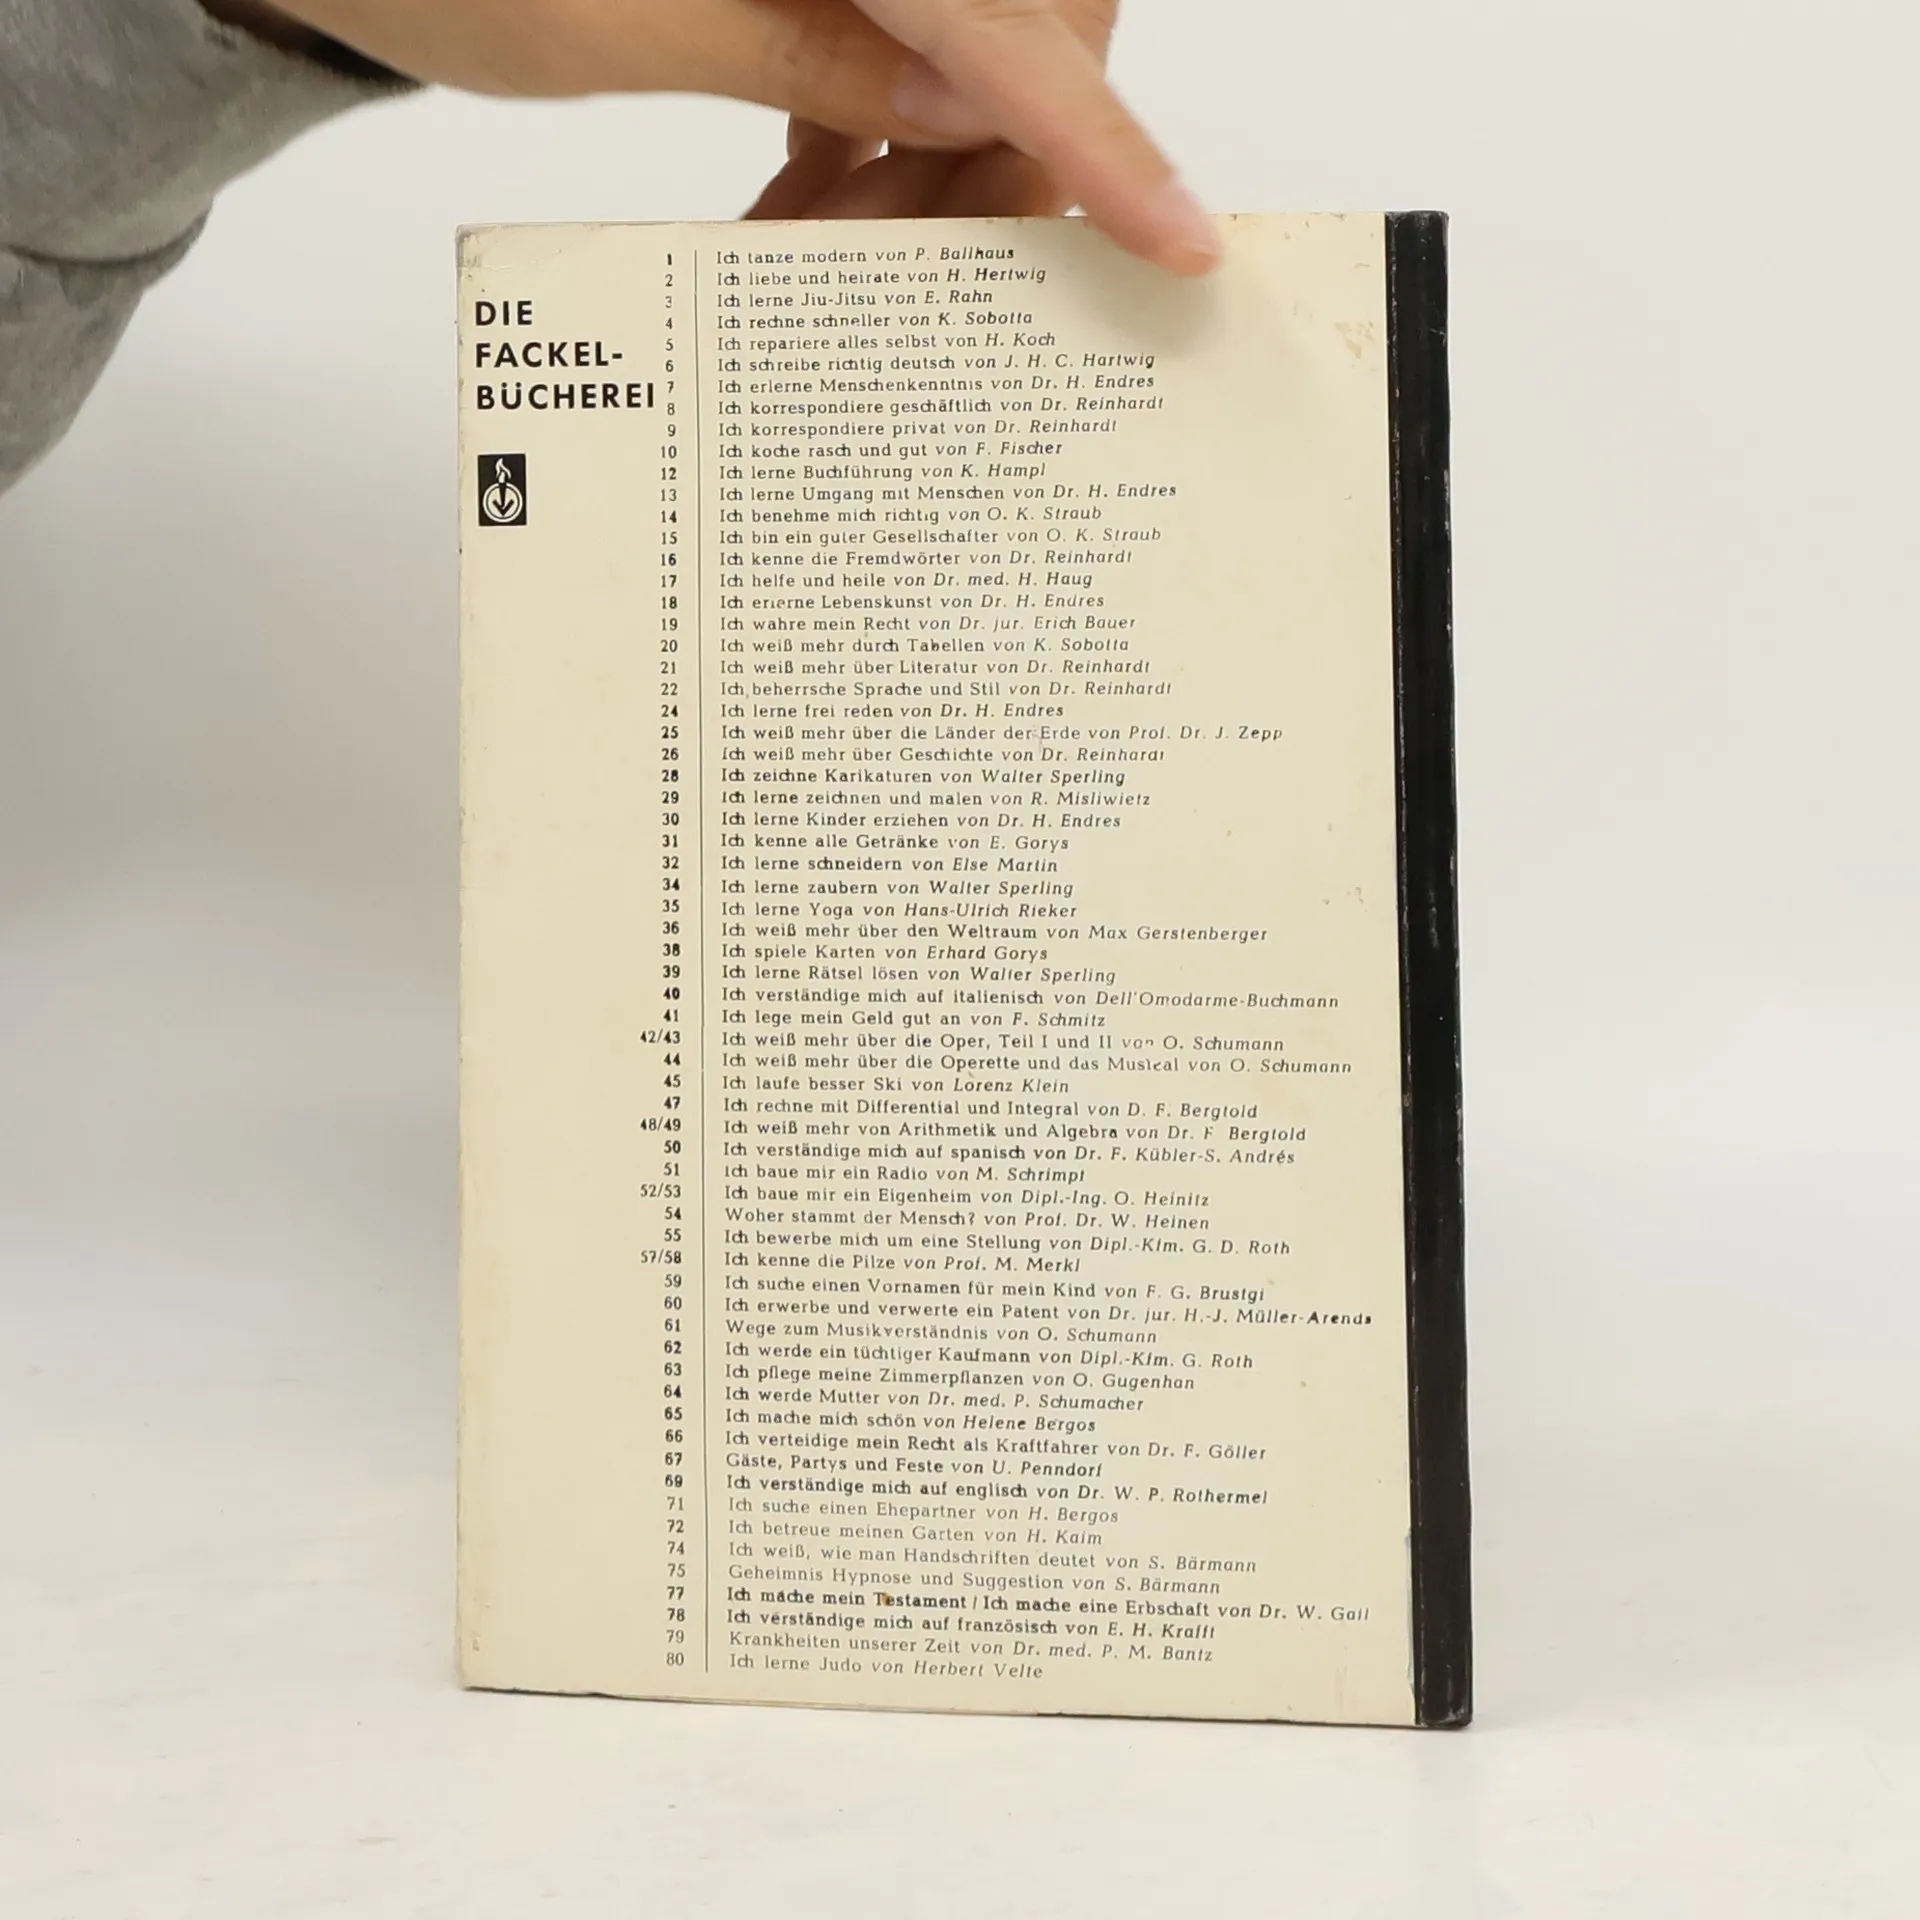 DIE
FACKEL-
BÜCHEREI
1 Ich tanze modern von P. Ballhaus
2 Ich liebe und heirate von H. Hertwig
3 Ich lerne Jiu-Jitsu von E. Rahn
4 Ich rechne schneller von K. Sobotta
5 Ich repariere alles selbst von H. Koch
6 Ich schreibe richtig deutsch von J. H. C. Hartwig
7 Ich erlerne Menschenkenntnis von Dr. H. Endres
8 Ich korrespondiere geschäftlich von Dr. Reinhardt
9 Ich korrespondiere privat von Dr. Reinhardt
10 Ich koche rasch und gut von F. Fischer
12 Ich lerne Buchführung von K. Hampl
13 Ich lerne Umgang mit Menschen von Dr. H. Endres
14 Ich benehme mich richtig von O. K. Straub
15 Ich bin ein guter Gesellschafter von O. K. Straub
16 Ich kenne die Fremdwörter von Dr. Reinhardt
17 Ich helfe und heile von Dr. med. H. Haug
18 Ich erlerne Lebenskunst von Dr. H. Endres
19 Ich wahre mein Recht von Dr. jur. Erich Bauer
20 Ich weiß mehr durch Tabellen von K. Sobotta
21 Ich weiß mehr über Literatur von Dr. Reinhardt
22 Ich beherrsche Sprache und Stil von Dr. Reinhardt
24 Ich lerne frei reden von Dr. H. Endres
25 Ich weiß mehr über die Länder der Erde von Prof. Dr. J. Zepp
26 Ich weiß mehr über Geschichte von Dr. Reinhardt
28 Ich zeichne Karikaturen von Walter Sperling
29 Ich lerne zeichnen und malen von R. Misliwietz
30 Ich lerne Kinder erziehen von Dr. H. Endres
31 Ich kenne alle Getränke von E. Gorys
32 Ich lerne schneidern von Else Martin
34 Ich lerne zaubern von Walter Sperling
35 Ich lerne Yoga von Hans-Ulrich Rieker
36 Ich weiß mehr über den Weltraum von Max Gerstenberger
38 Ich spiele Karten von Erhard Gorys
39 Ich lerne Rätsel lösen von Walter Sperling
40 Ich verständige mich auf italienisch von Dell'Omodarme-Buchmann
41 Ich lege mein Geld gut an von F. Schmitz
42/43 Ich weiß mehr über die Oper, Teil I und II von O. Schumann
44 Ich weiß mehr über die Operette und das Musical von O. Schumann
45 Ich laufe besser Ski von Lorenz Klein
47 Ich rechne mit Differential und Integral von D. F. Bergtold
48/49 Ich weiß mehr von Arithmetik und Algebra von Dr. F Bergtold
50 Ich verständige mich auf spanisch von Dr. F. Kübler-S. Andrés
51 Ich baue mir ein Radio von M. Schrimpf
52/53 Ich baue mir ein Eigenheim von Dipl.-Ing. O. Heinitz
54 Woher stammt der Mensch? von Prof. Dr. W. Heinen
55 Ich bewerbe mich um eine Stellung von Dipl.-Kfm. G. D. Roth
57/58 Ich kenne die Pilze von Prof. M. Merkl
59 Ich suche einen Vornamen für mein Kind von F. G. Brustgi
60 Ich erwerbe und verwerte ein Patent von Dr. jur. H.-J. Müller-Arends
61 Wege zum Musikverständnis von O. Schumann
62 Ich werde ein tüchtiger Kaufmann von Dipl.-Kfm. G. Roth
63 Ich pflege meine Zimmerpflanzen von O. Gugenhan
64 Ich werde Mutter von Dr. med. P. Schumacher
65 Ich mache mich schön von Helene Bergos
66 Ich verteidige mein Recht als Kraftfahrer von Dr. F. Göller
67 Gäste, Partys und Feste von U. Penndorf
69 Ich verständige mich auf englisch von Dr. W. P. Rothermel
71 Ich suche einen Ehepartner von H. Bergos
72 Ich betreue meinen Garten von H. Kaim
74 Ich weiß, wie man Handschriften deutet von S. Bärmann
75 Geheimnis Hypnose und Suggestion von S. Bärmann
77 Ich mache mein Testament / Ich mache eine Erbschaft von Dr. W. Gail
78 Ich verständige mich auf französisch von E. H. Krafft
79 Krankheiten unserer Zeit von Dr. med. P. M. Bantz
80 Ich lerne Judo von Herbert Velte